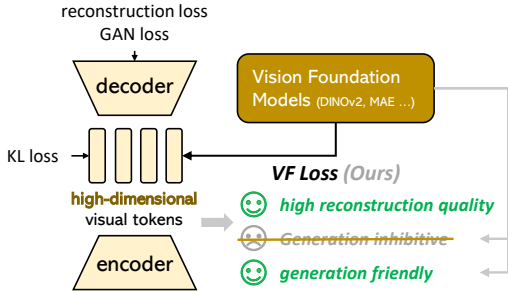 reconstruction loss
GAN loss
decoder
Vision Foundation
Models (DINOv2, MAE ...)
KL loss
VF Loss (Ours)
high-dimensional
visual tokens
high reconstruction quality
Generation inhibitive
encoder
generation friendly